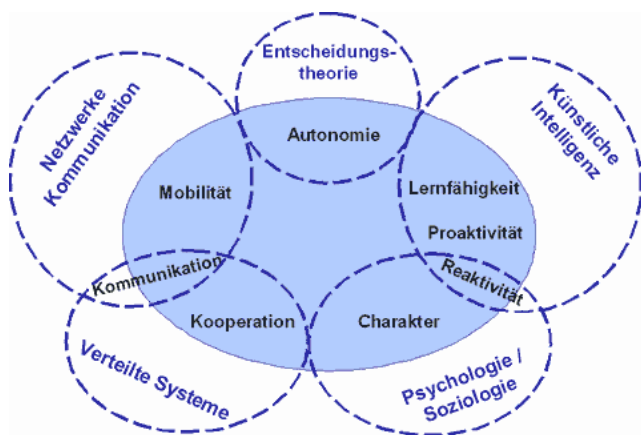 Entscheidungs-
theorie
Netzwerke
Kommunikation
Künstliche
Intelligenz
Autonomie
Mobilität
Lernfähigkeit
Proaktivität
Kommunikation
Reaktivität
Kooperation
Charakter
Verteilte Systeme
Psychologie /
Soziologie